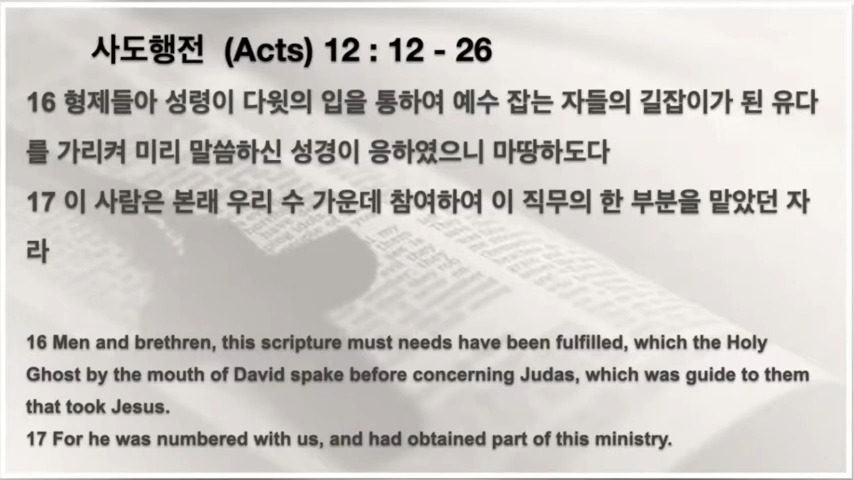 사도행전 (Acts) 12 : 12 - 26
16 형제들아 성령이 다윗의 입을 통하여 예수 잡는 자들의 길잡이가 된 유다
를 가리켜 미리 말씀하신 성경이 응하였으니 마땅하도다
17 이 사람은 본래 우리 수 가운데 참여하여 이 직무의 한 부분을 맡았던 자
라
16 Men and brethren, this scripture must needs have been fulfilled, which the Holy
Ghost by the mouth of David spake before concerning Judas, which was guide to them
that took Jesus.
17 For he was numbered with us, and had obtained part of this ministry.